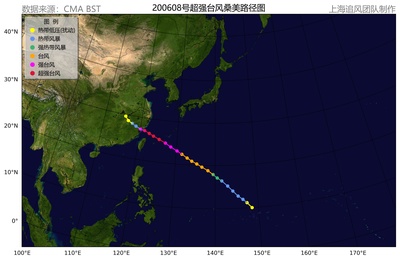 数据来源: CMA BST
200608号超强台风桑美路径图
上海追风团队制作
图 例
热带低压(扰动)
热带风暴
强热带风暴
台风
强台风
超强台风
40°N
30°N
20°N
10°N
0°
100°E
110°E
120°E
130°E
140°E
150°E
160°E
170°E